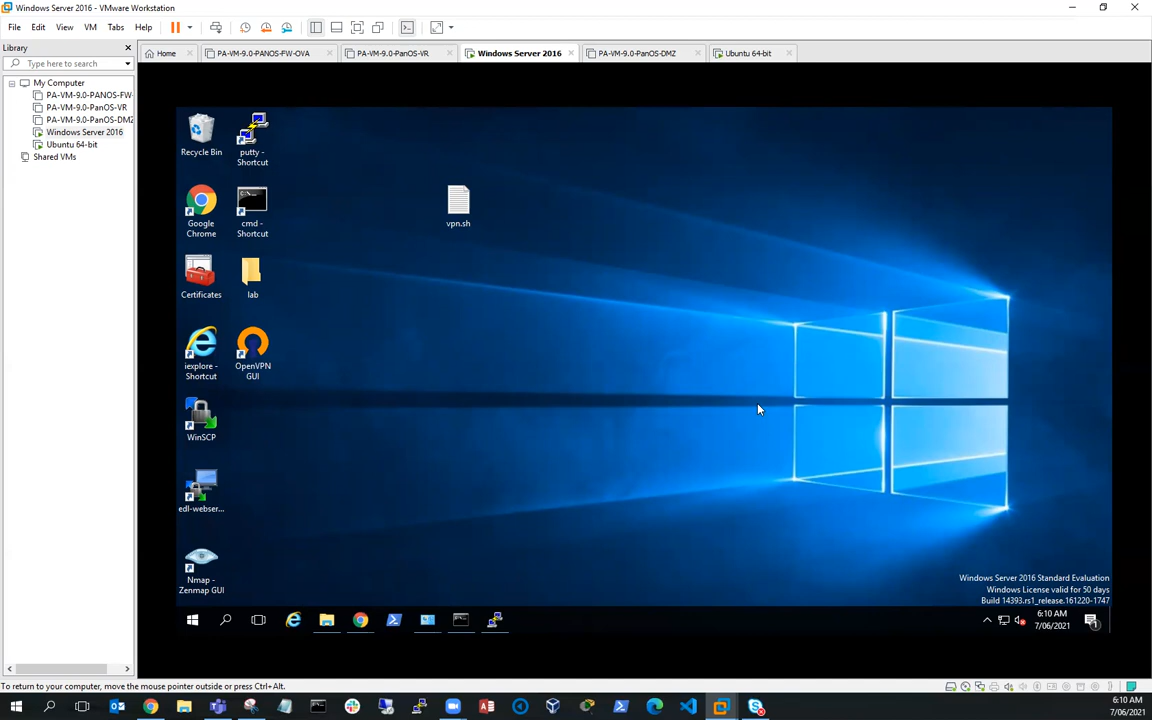 Windows Server 2016 - VMware Workstation
File Edit View VM Tabs Help
Library
Type here to search
My Computer
PA-VM-9.0-PANOS-FW-
PA-VM-9.0-PanOS-VR
PA-VM-9.0-PanOS-DMZ
Windows Server 2016
Ubuntu 64-bit
Shared VMs
Home
PA-VM-9.0-PANOS-FW-OVA
PA-VM-9.0-PanOS-VR
Windows Server 2016
PA-VM-9.0-PanOS-DMZ
Ubuntu 64-bit
Recycle Bin
putty -
Shortcut
Google
Chrome
cmd -
Shortcut
vpn.sh
Certificates
lab
iexplore -
Shortcut
OpenVPN
GUI
WinSCP
edl-webser...
Nmap -
Zenmap GUI
Windows Server 2016 Standard Evaluation
Windows License valid for 50 days
Build 14393.rs1_release.161220-1747
6:10 AM
7/06/2021
To return to your computer, move the mouse pointer outside or press Ctrl+Alt.
6:10 AM
7/06/2021